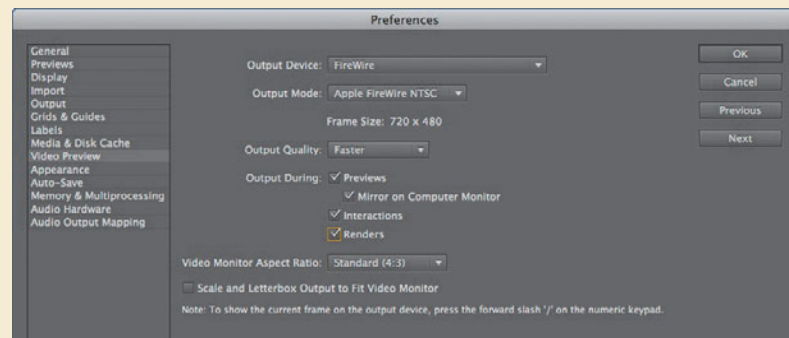 Preferences
General
Previews
Display
Import
Output
Grids & Guides
Labels
Media & Disk Cache
Video Preview
Appearance
Auto-Save
Memory & Multiprocessing
Audio Hardware
Audio Output Mapping
Output Device: FireWire
Output Mode: Apple FireWire NTSC
Frame Size: 720 x 480
Output Quality: Faster
Output During: Previews
Mirror on Computer Monitor
Interactions
Renders
Video Monitor Aspect Ratio: Standard (4:3)
Scale and Letterbox Output to Fit Video Monitor
Note: To show the current frame on the output device, press the forward slash '/' on the numeric keypad.
OK
Cancel
Previous
Next